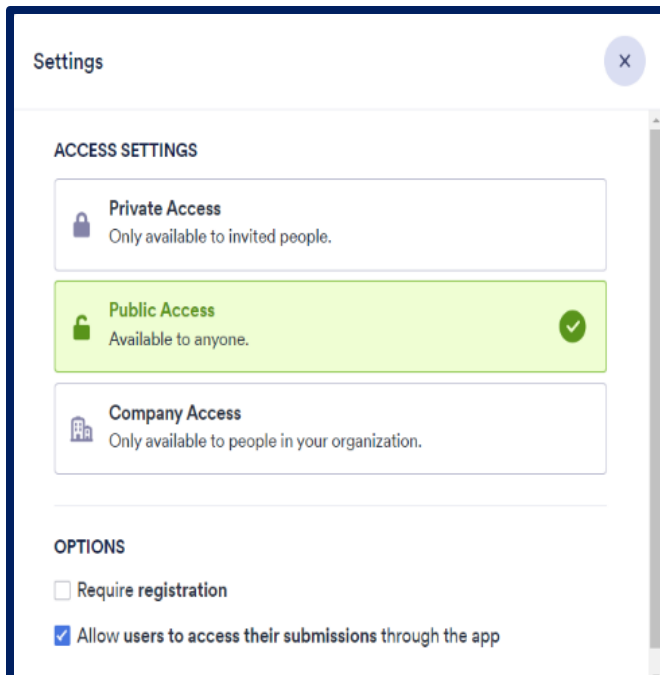 Settings
X
ACCESS SETTINGS
Private Access
Only available to invited people.
Public Access
Available to anyone.
Company Access
Only available to people in your organization.
OPTIONS
Require registration
Allow users to access their submissions through the app